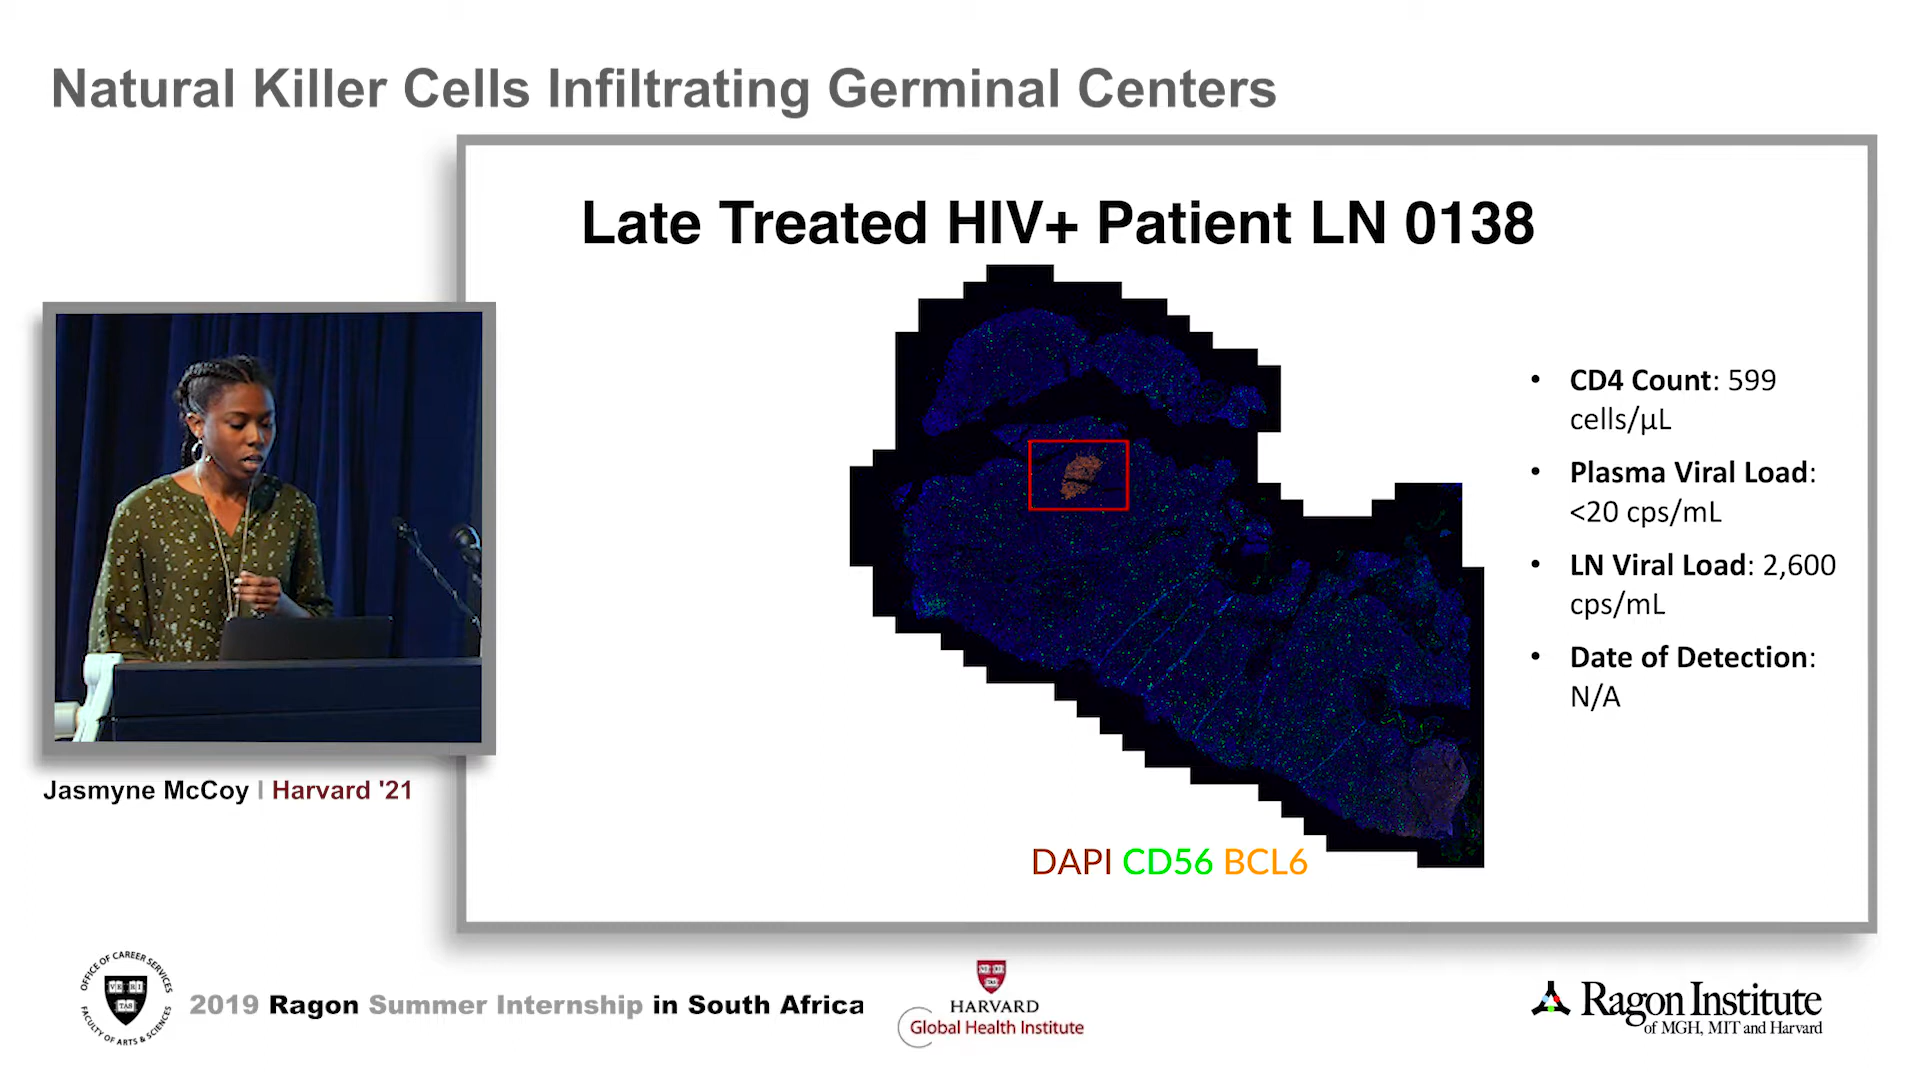 Natural Killer Cells Infiltrating Germinal Centers
Late Treated HIV+ Patient LN 0138
• CD4 Count: 599
cells/µL
• Plasma Viral Load:
<20 cps/mL
• LN Viral Load: 2,600
cps/mL
• Date of Detection:
N/A
DAPI CD56 BCL6
Jasmyne McCoy | Harvard '21
OFFICE OF CAREER SERVICES
FACULTY OF ARTS & SCIENCES
VE RI
TAS
2019 Ragon Summer Internship in South Africa
HARVARD
Global Health Institute
Ragon Institute
of MGH, MIT and Harvard